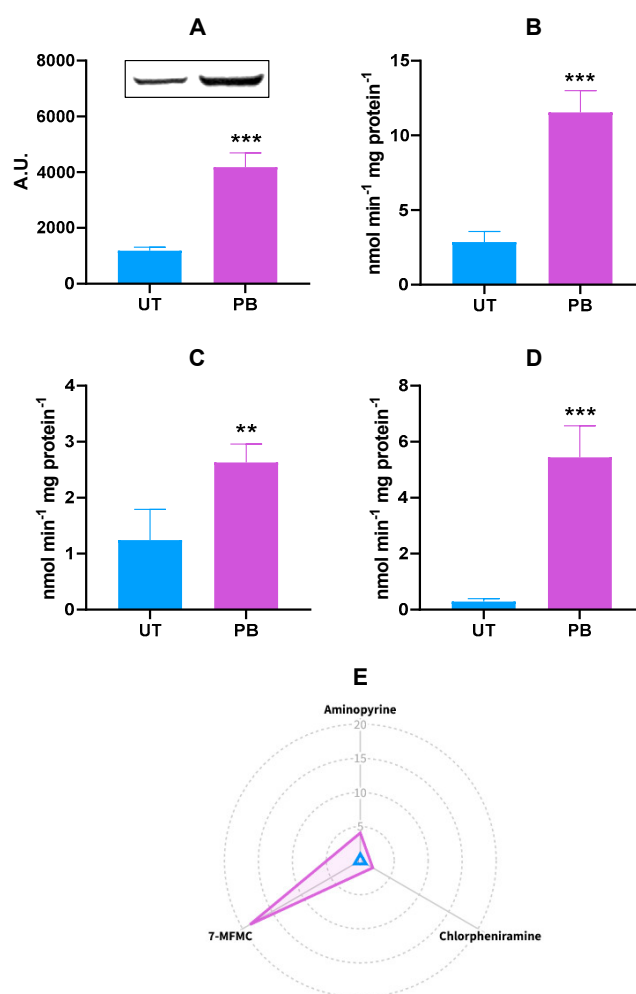 A
8000
6000
4000
2000
0
A.U.
***
UT
PB
B
15
10
5
0
nmol min-1 mg protein-1
***
UT
PB
C
4
3
2
1
0
nmol min-1 mg protein-1
**
UT
PB
D
8
6
4
2
0
nmol min-1 mg protein-1
***
UT
PB
E
Aminopyrine
20
15
10
5
7-MFMC
Chlorpheniramine